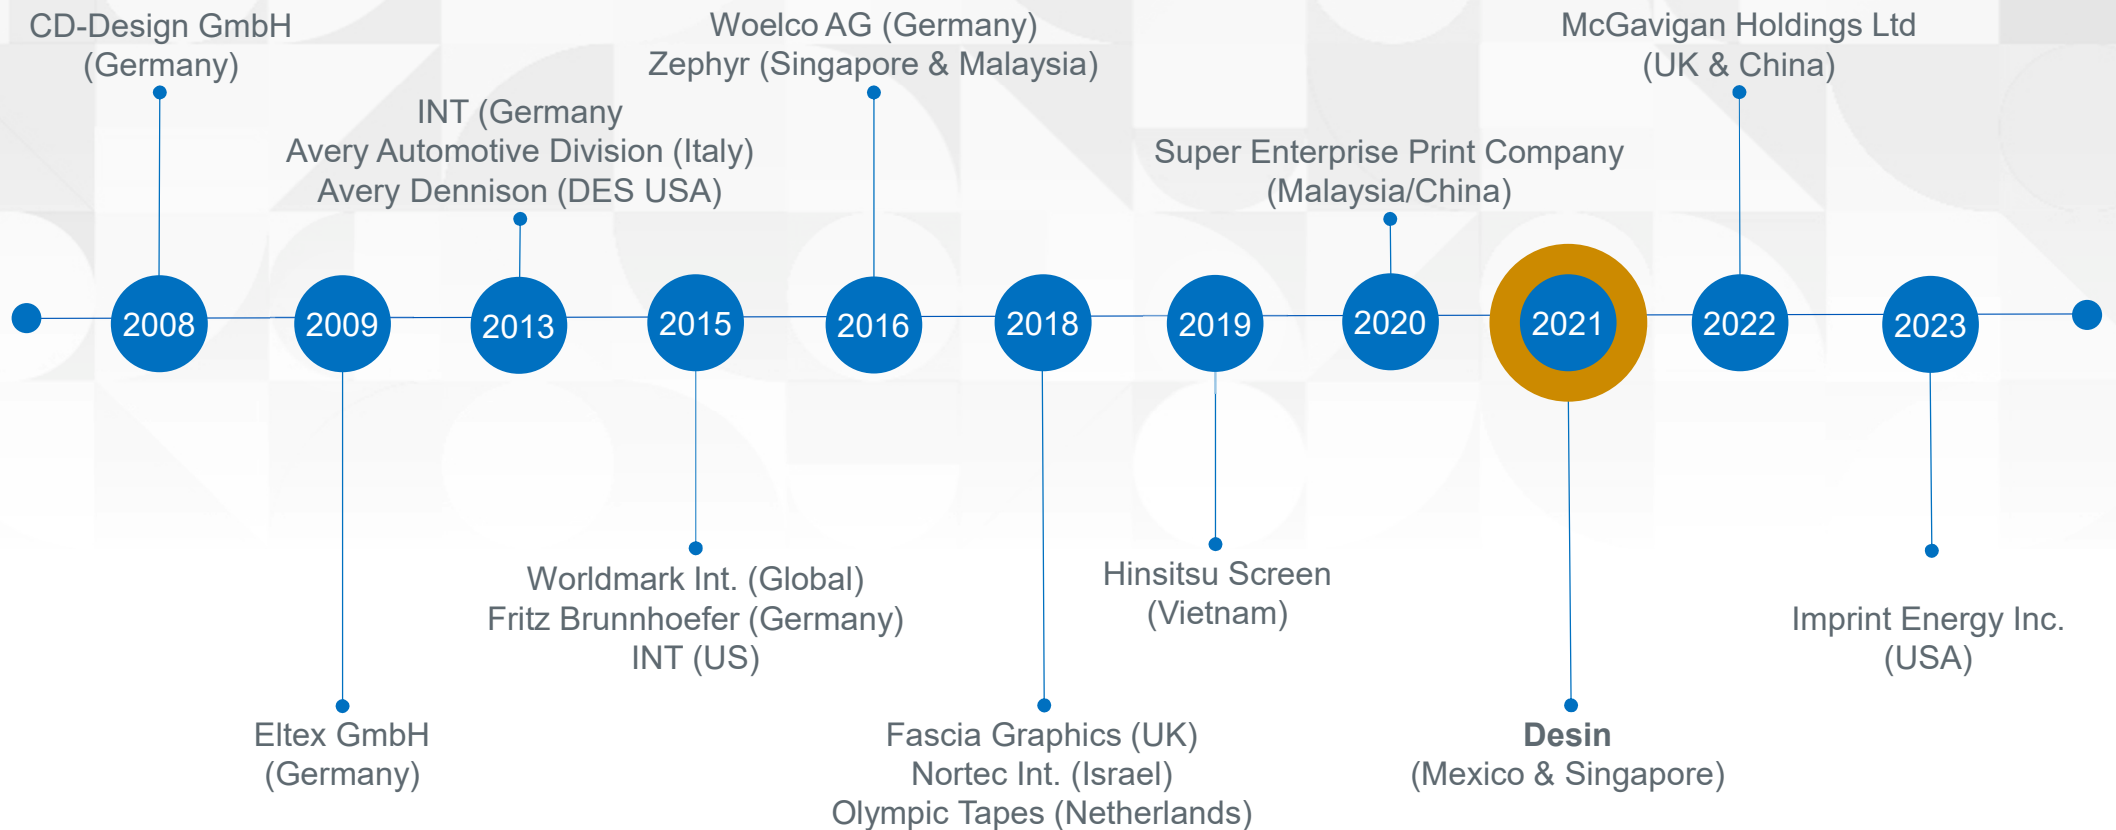 CD-Design GmbH
(Germany)
INT (Germany
Avery Automotive Division (Italy)
Avery Dennison (DES USA)
Woelco AG (Germany)
Zephyr (Singapore & Malaysia)
Super Enterprise Print Company
(Malaysia/China)
McGavigan Holdings Ltd
(UK & China)
2008
2009
2013
2015
2016
2018
2019
2020
2021
2022
2023
Eltex GmbH
(Germany)
Worldmark Int. (Global)
Fritz Brunnhoefer (Germany)
INT (US)
Fascia Graphics (UK)
Nortec Int. (Israel)
Olympic Tapes (Netherlands)
Hinsitsu Screen
(Vietnam)
Desin
(Mexico & Singapore)
Imprint Energy Inc.
(USA)